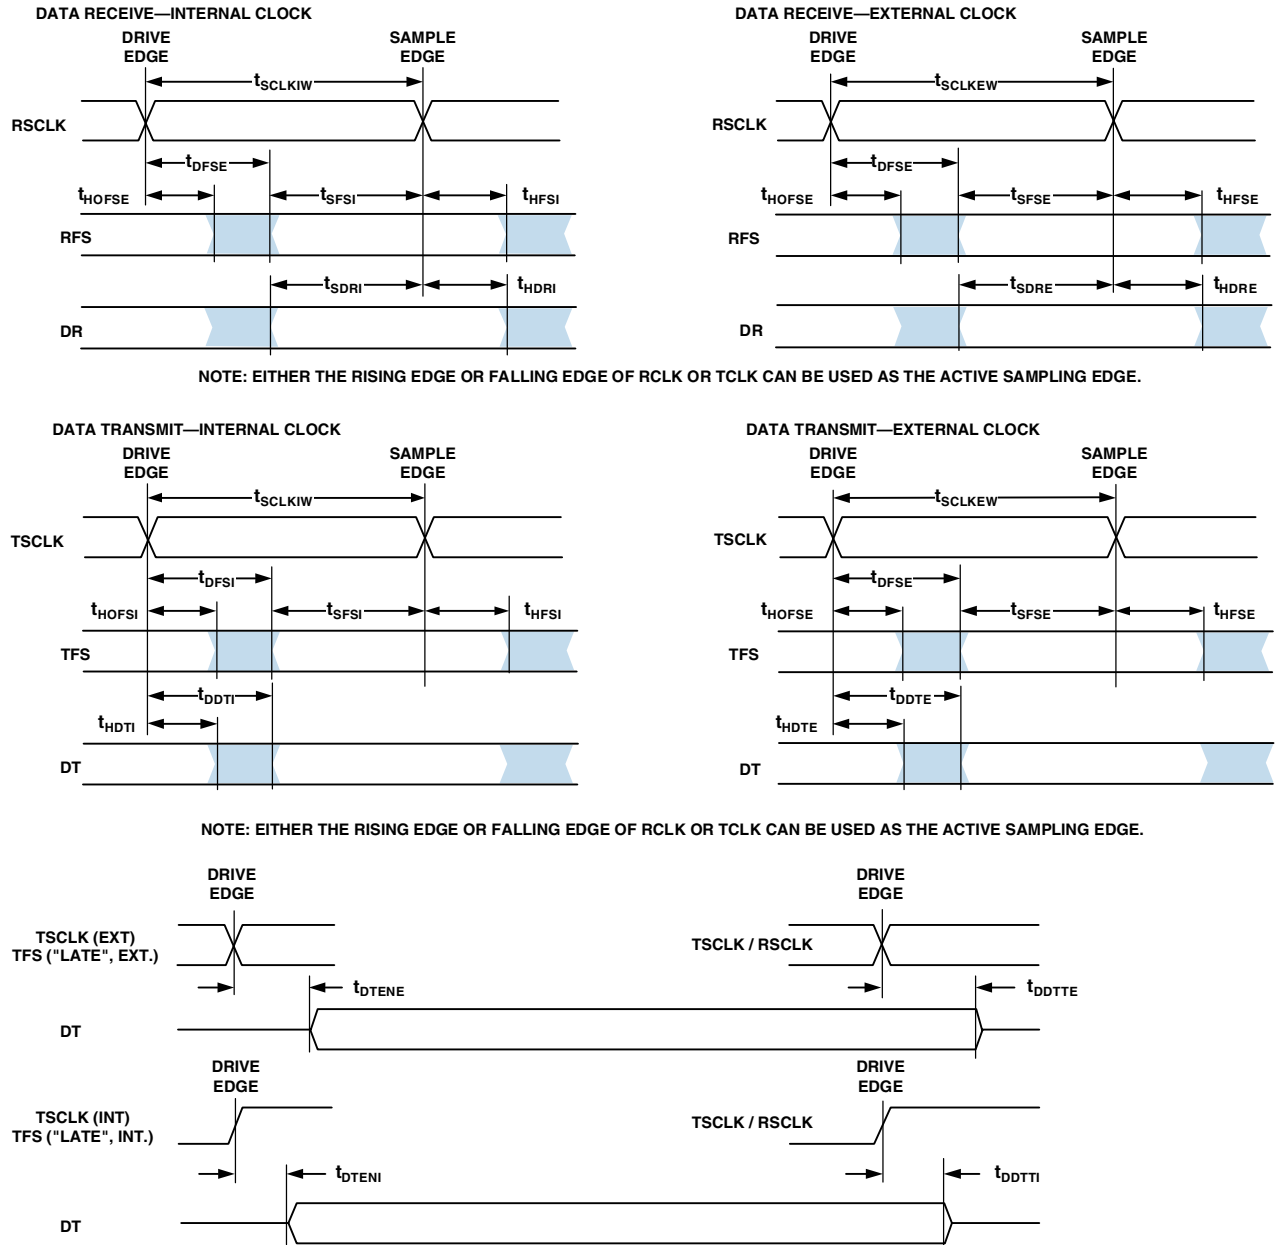 DATA RECEIVE—INTERNAL CLOCK
DRIVE EDGE
SAMPLE EDGE
tSCLKIW
RSCLK
tDFSE
tHOFSE
tSFSI
tHFSI
RFS
tSDRI
tHDRI
DR
DATA RECEIVE—EXTERNAL CLOCK
DRIVE EDGE
SAMPLE EDGE
tSCLKEW
RSCLK
tDFSE
tHOFSE
tSFSE
tHFSE
RFS
tSDRE
tHDRE
DR
NOTE: EITHER THE RISING EDGE OR FALLING EDGE OF RCLK OR TCLK CAN BE USED AS THE ACTIVE SAMPLING EDGE.
DATA TRANSMIT—INTERNAL CLOCK
DRIVE EDGE
SAMPLE EDGE
tSCLKIW
TSCLK
tDFSI
tHOFSI
tSFSI
tHFSI
TFS
tDDTI
tHDTI
DT
DATA TRANSMIT—EXTERNAL CLOCK
DRIVE EDGE
SAMPLE EDGE
tSCLKEW
TSCLK
tDFSE
tHOFSE
tSFSE
tHFSE
TFS
tDDTE
tHDTE
DT
NOTE: EITHER THE RISING EDGE OR FALLING EDGE OF RCLK OR TCLK CAN BE USED AS THE ACTIVE SAMPLING EDGE.
DRIVE EDGE
DRIVE EDGE
TSCLK (EXT)
TFS ("LATE", EXT.)
TSCLK / RSCLK
tDTENE
tDDTTE
DT
DRIVE EDGE
DRIVE EDGE
TSCLK (INT)
TFS ("LATE", INT.)
TSCLK / RSCLK
tDTENI
tDDTTI
DT